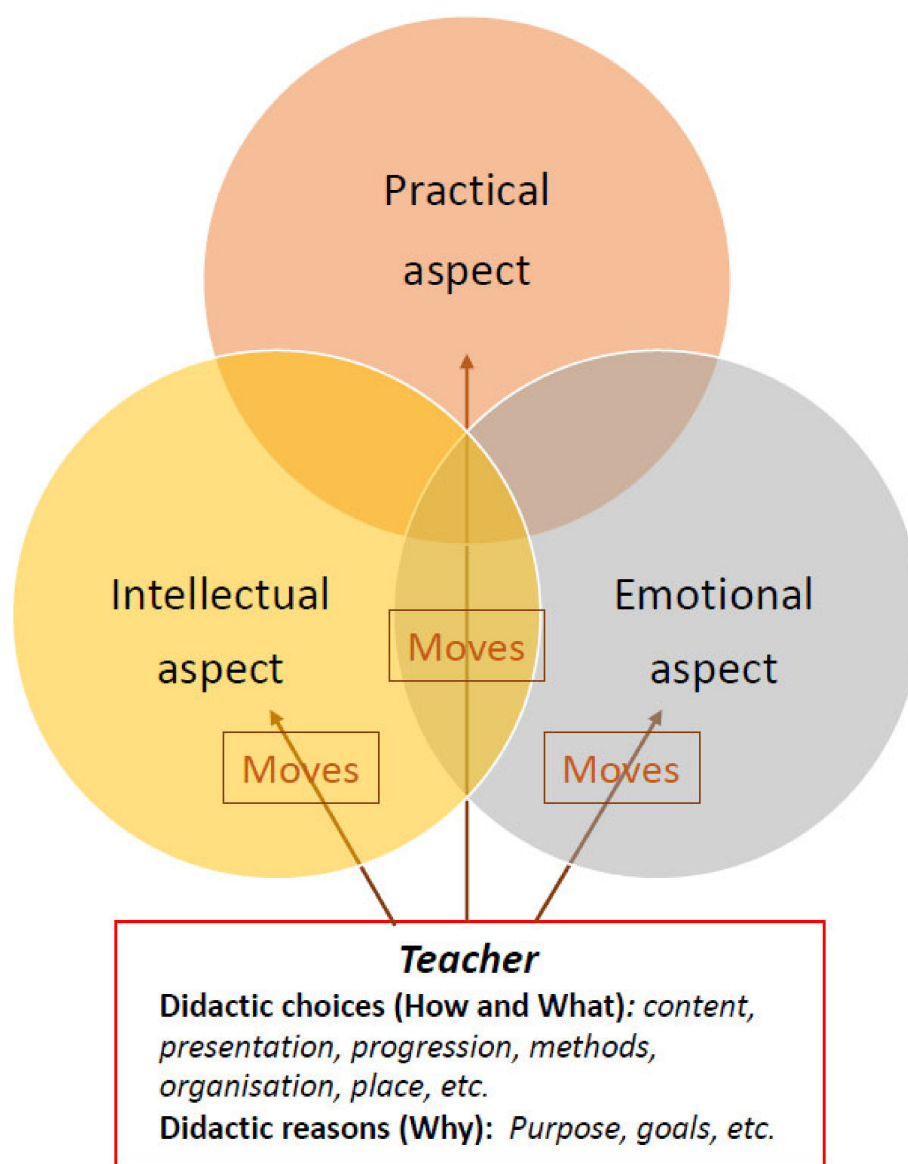 Practical
aspect
Intellectual
aspect
Emotional
aspect
Moves
Moves
Moves
Teacher
Didactic choices (How and What): content,
presentation, progression, methods,
organisation, place, etc.
Didactic reasons (Why): Purpose, goals, etc.